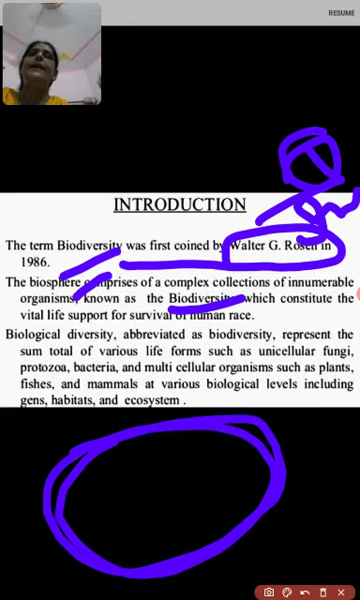 RESUME
INTRODUCTION
The term Biodiversity was first coined by Walter G. Rosen in
1986.
The biosphere comprises of a complex collections of innumerable
organisms, known as the Biodiversity which constitute the
vital life support for survival of human race.
Biological diversity, abbreviated as biodiversity, represent the
sum total of various life forms such as unicellular fungi,
protozoa, bacteria, and multi cellular organisms such as plants,
fishes, and mammals at various biological levels including
gens, habitats, and ecosystem .